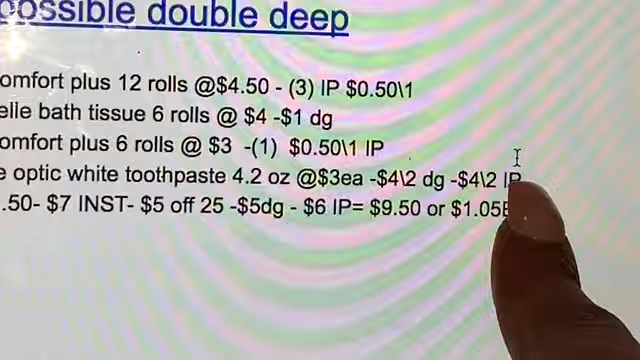 possible double deep
omfort plus 12 rolls @$4.50 - (3) IP $0.50\1
elle bath tissue 6 rolls @ $4 -$1 dg
omfort plus 6 rolls @ $3 -(1) $0.50\1 IP
e optic white toothpaste 4.2 oz @$3ea -$4\2 dg -$4\2 IP
.50- $7 INST- $5 off 25 -$5dg - $6 IP= $9.50 or $1.05E